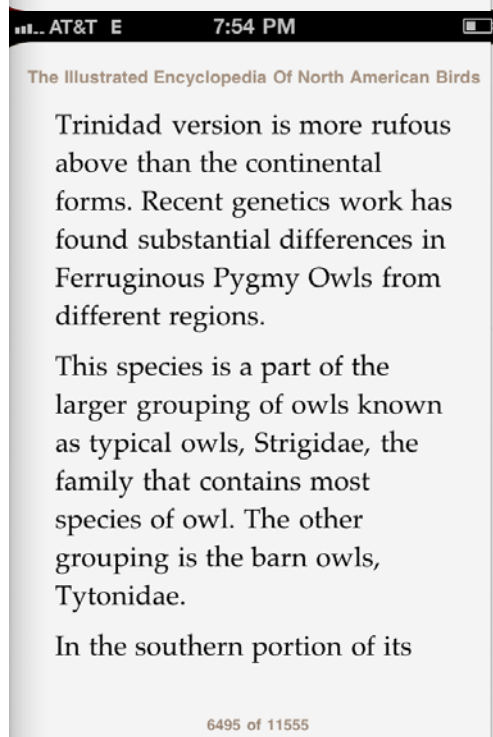 AT&T E
7:54 PM
The Illustrated Encyclopedia Of North American Birds
Trinidad version is more rufous
above than the continental
forms. Recent genetics work has
found substantial differences in
Ferruginous Pygmy Owls from
different regions.
This species is a part of the
larger grouping of owls known
as typical owls, Strigidae, the
family that contains most
species of owl. The other
grouping is the barn owls,
Tytonidae.
In the southern portion of its
6495 of 11555